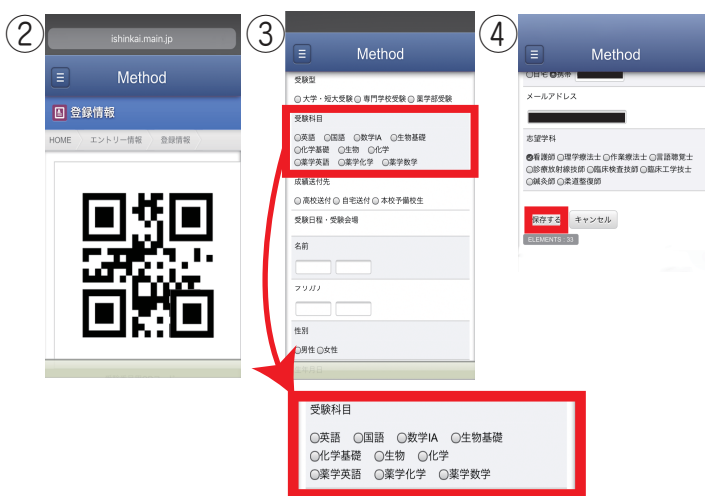 ②
ishinkai.main.jp
Method
登録情報
HOME エントリー情報 登録情報
③
Method
受験型
大学・短大受験 専門学校受験 薬学部受験
受験科目
英語 国語 数学IA 生物基礎
化学基礎 生物 化学
薬学英語 薬学化学 薬学数学
成績送付先
高校送付 自宅送付 本校予備校生
受験日程・受験会場
名前
フリガナ
性別
男性 女性
④
Method
自宅 携帯
メールアドレス
志望学科
看護師 理学療法士 作業療法士 言語聴覚士
診療放射線技師 臨床検査技師 臨床工学技士
鍼灸師 柔道整復師
保存する キャンセル
ELEMENTS : 33
受験科目
英語 国語 数学IA 生物基礎
化学基礎 生物 化学
薬学英語 薬学化学 薬学数学